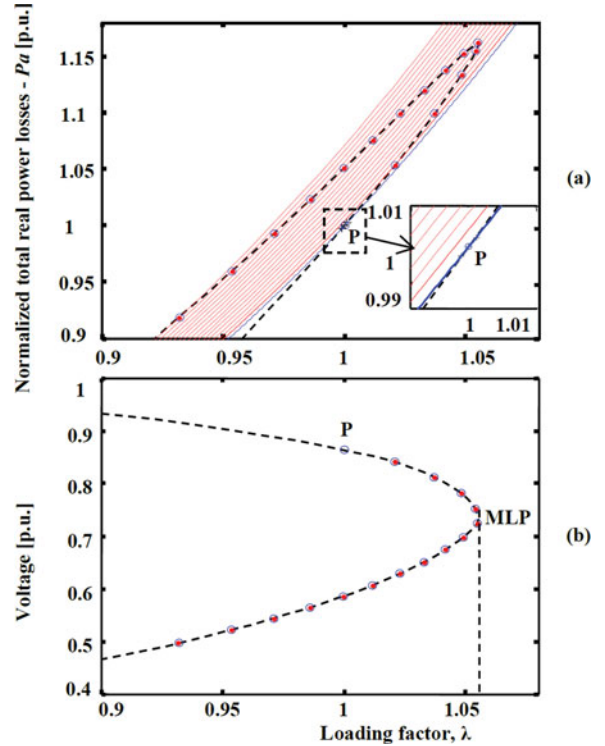 Normalized total real power losses - Pa [p.u.]
1.15
1.1
1.05
1
0.95
0.9
0.9
0.95
1
1.05
P
1.01
1
0.99
P
1
1.01
(a)
Voltage [p.u.]
1
0.9
0.8
0.7
0.6
0.5
0.4
P
MLP
(b)
0.9
0.95
1
1.05
Loading factor, λ